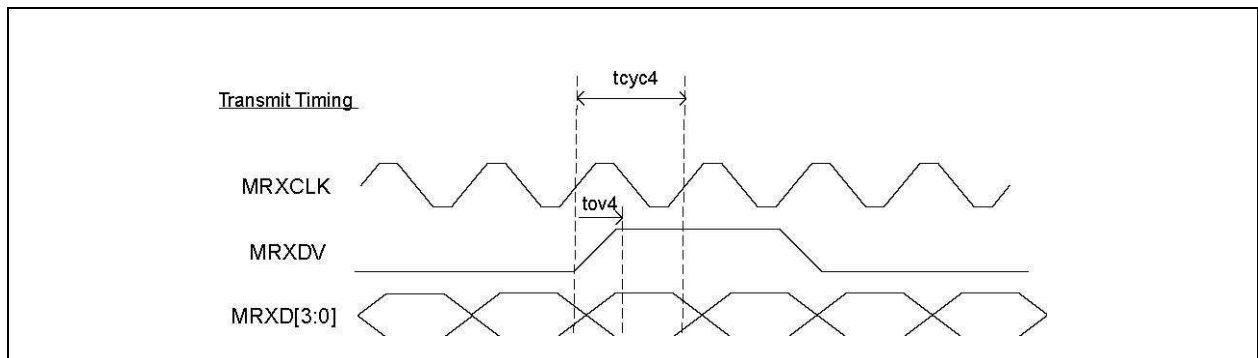 tcyc4
Transmit Timing
MRXCLK
tov4
MRXDV
MRXD[3:0]